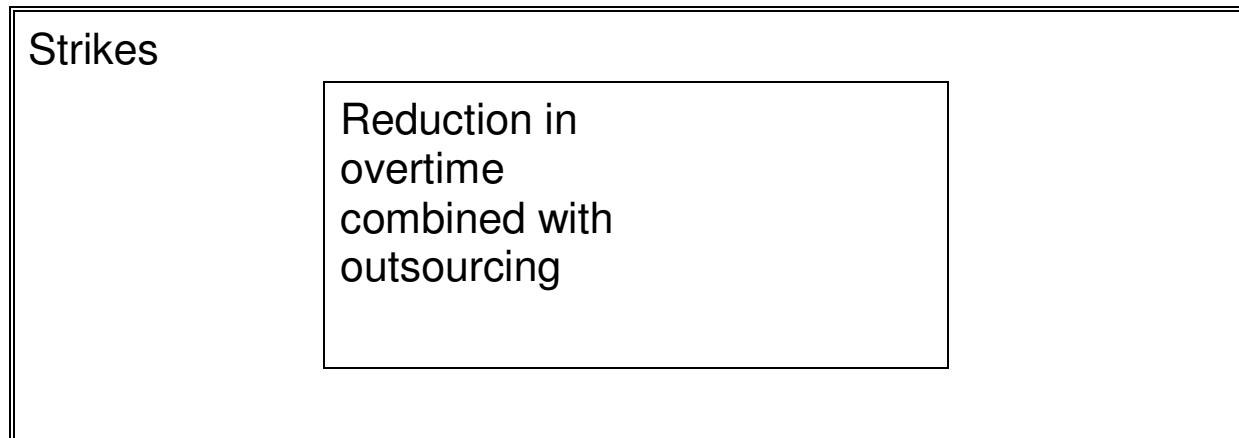 Strikes
Reduction in
overtime
combined with
outsourcing